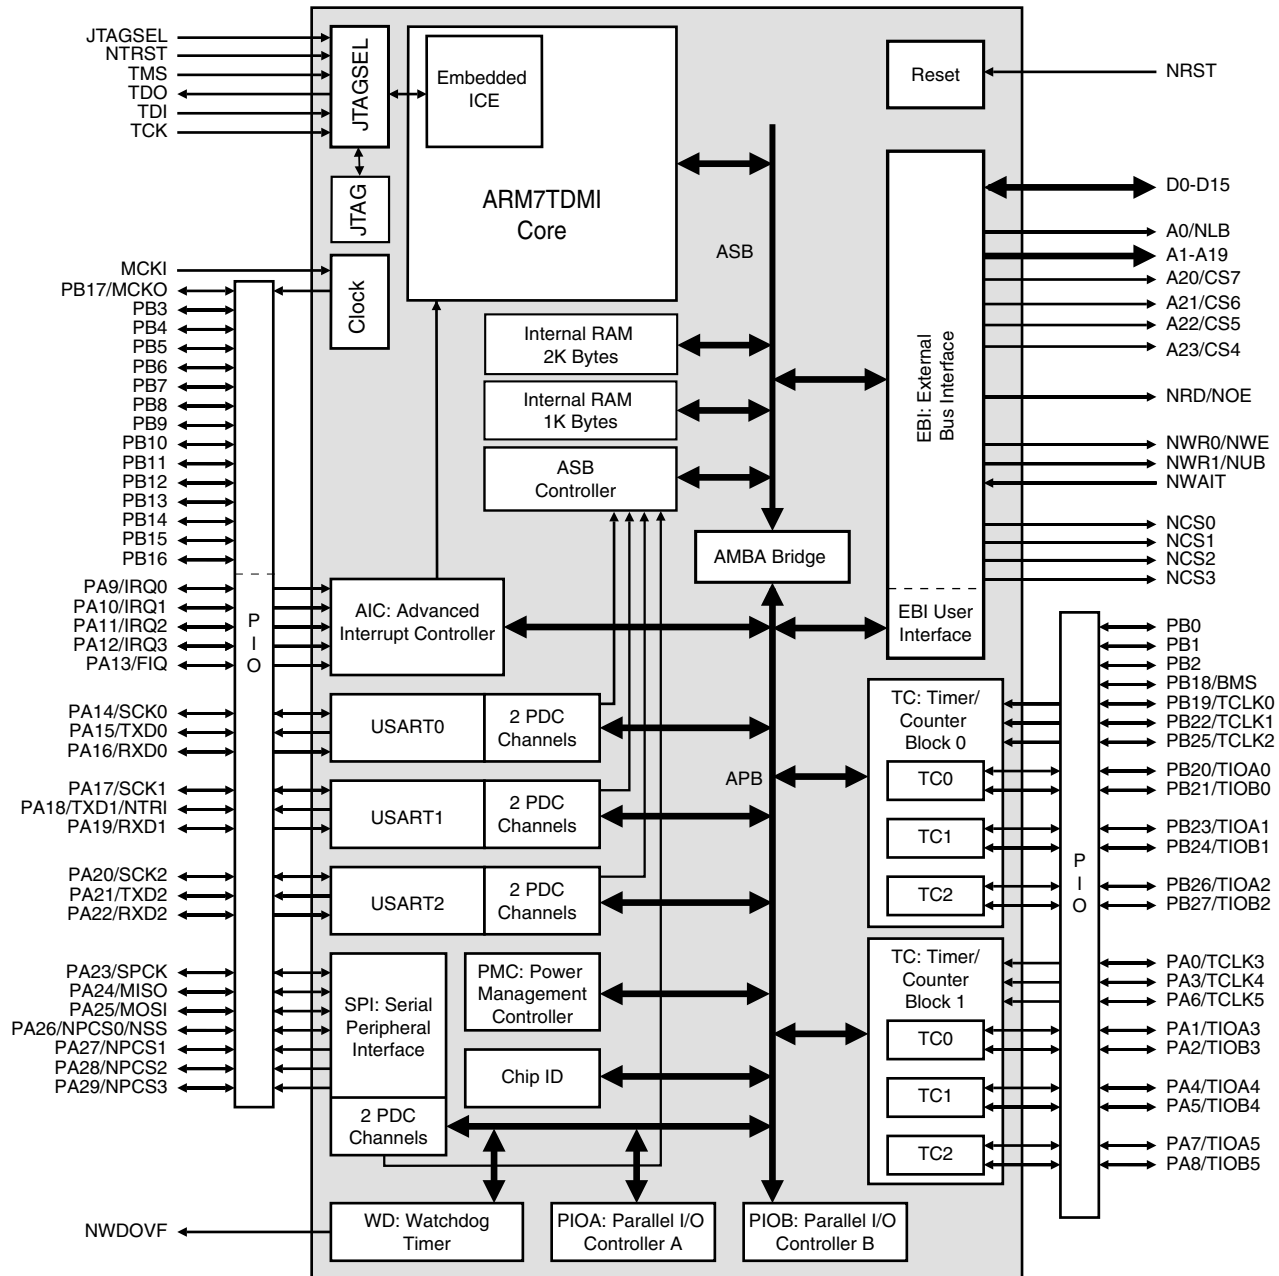 JTAGSEL
NTRST
TMS
TDO
TDI
TCK
JTAGSEL
Embedded
ICE
JTAG
ARM7TDMI
Core
Reset
NRST
MCKI
PB17/MCKO
PB3
PB4
PB5
PB6
PB7
PB8
PB9
PB10
PB11
PB12
PB13
PB14
PB15
PB16
PA9/IRQ0
PA10/IRQ1
PA11/IRQ2
PA12/IRQ3
PA13/FIQ
PA14/SCK0
PA15/TXD0
PA16/RXD0
PA17/SCK1
PA18/TXD1/NTRI
PA19/RXD1
PA20/SCK2
PA21/TXD2
PA22/RXD2
PA23/SPCK
PA24/MISO
PA25/MOSI
PA26/NPCS0/NSS
PA27/NPCS1
PA28/NPCS2
PA29/NPCS3
NWDOVF
P
I
O
Clock
ASB
Internal RAM
2K Bytes
Internal RAM
1K Bytes
ASB
Controller
AMBA Bridge
EBI: External
Bus Interface
EBI User
Interface
AIC: Advanced
Interrupt Controller
USART0
2 PDC
Channels
USART1
2 PDC
Channels
USART2
2 PDC
Channels
APB
SPI: Serial
Peripheral
Interface
2 PDC
Channels
PMC: Power
Management
Controller
Chip ID
WD: Watchdog
Timer
PIOA: Parallel I/O
Controller A
PIOB: Parallel I/O
Controller B
TC: Timer/
Counter
Block 0
TC0
TC1
TC2
TC: Timer/
Counter
Block 1
TC0
TC1
TC2
P
I
O
D0-D15
A0/NLB
A1-A19
A20/CS7
A21/CS6
A22/CS5
A23/CS4
NRD/NOE
NWR0/NWE
NWR1/NUB
NWAIT
NCS0
NCS1
NCS2
NCS3
PB0
PB1
PB2
PB18/BMS
PB19/TCLK0
PB22/TCLK1
PB25/TCLK2
PB20/TIOA0
PB21/TIOB0
PB23/TIOA1
PB24/TIOB1
PB26/TIOA2
PB27/TIOB2
PA0/TCLK3
PA3/TCLK4
PA6/TCLK5
PA1/TIOA3
PA2/TIOB3
PA4/TIOA4
PA5/TIOB4
PA7/TIOA5
PA8/TIOB5